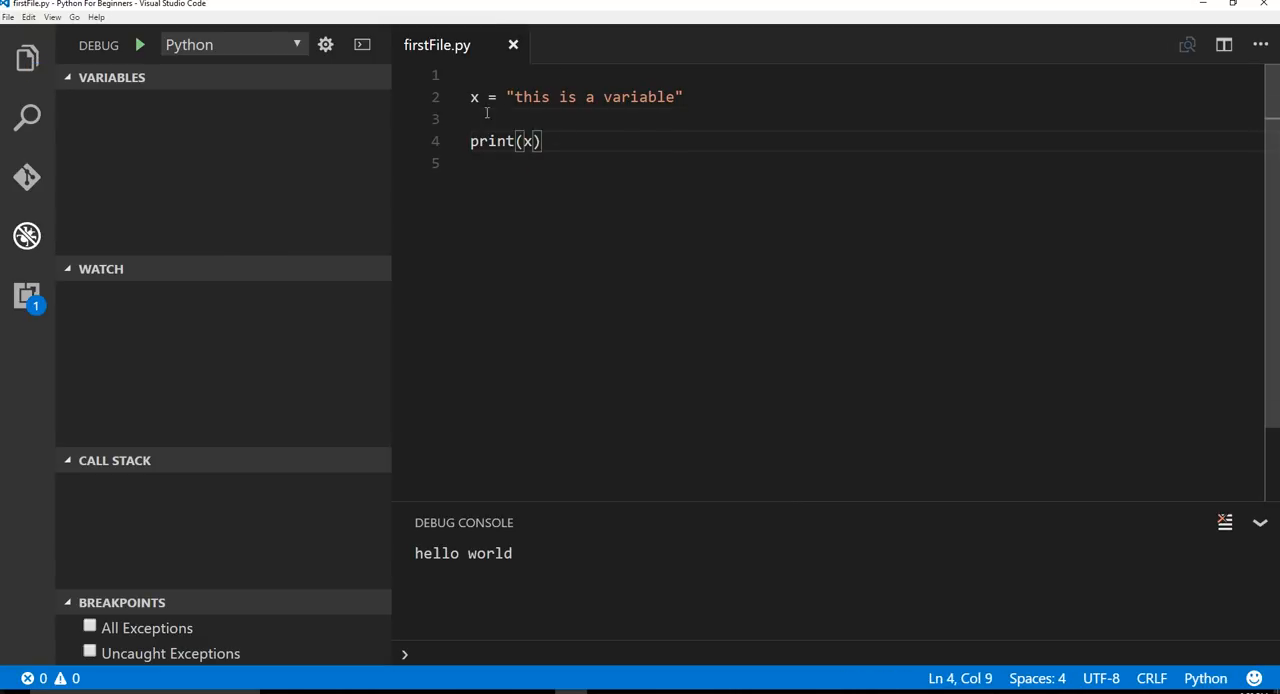 firstFile.py - Python For Beginners - Visual Studio Code
File Edit View Go Help
DEBUG Python
firstFile.py
VARIABLES
1
2 x = "this is a variable"
3
4 print(x)
5
WATCH
1
CALL STACK
DEBUG CONSOLE
hello world
BREAKPOINTS
All Exceptions
Uncaught Exceptions
0 0 Ln 4, Col 9 Spaces: 4 UTF-8 CRLF Python